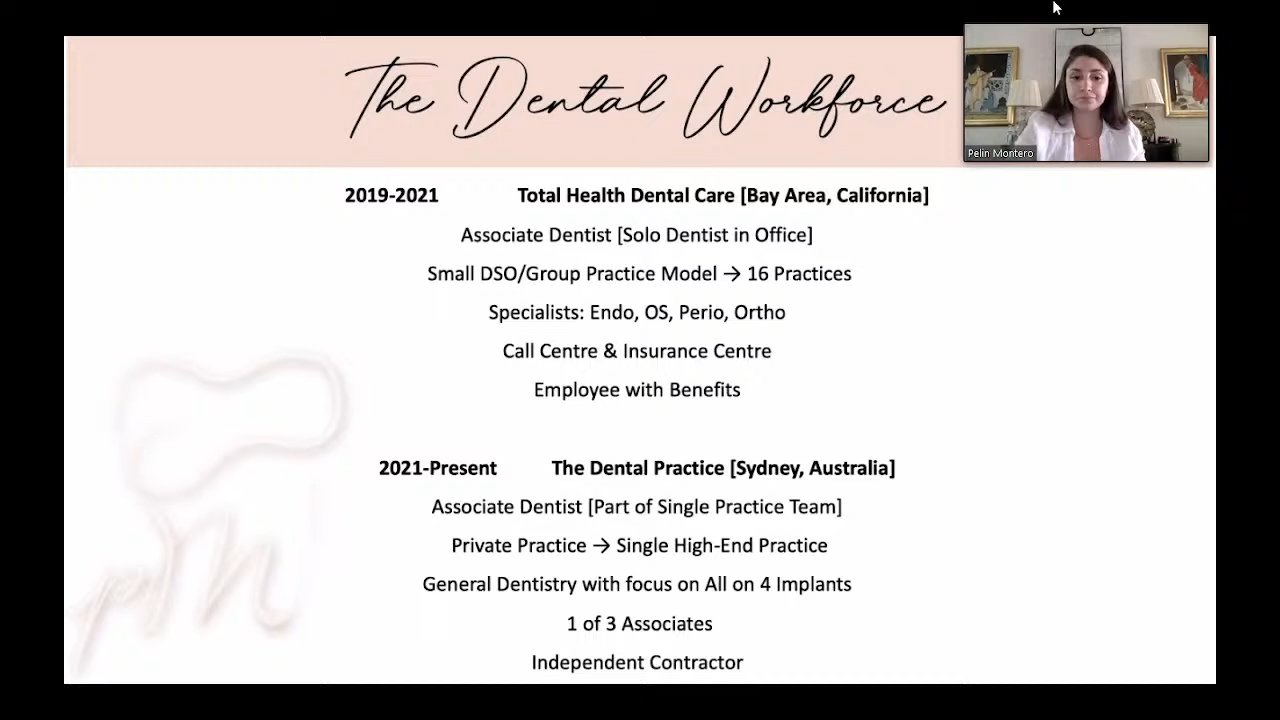 The Dental Workforce
Pelin Montero
2019-2021 Total Health Dental Care [Bay Area, California]
Associate Dentist [Solo Dentist in Office]
Small DSO/Group Practice Model → 16 Practices
Specialists: Endo, OS, Perio, Ortho
Call Centre & Insurance Centre
Employee with Benefits
2021-Present The Dental Practice [Sydney, Australia]
Associate Dentist [Part of Single Practice Team]
Private Practice → Single High-End Practice
General Dentistry with focus on All on 4 Implants
1 of 3 Associates
Independent Contractor